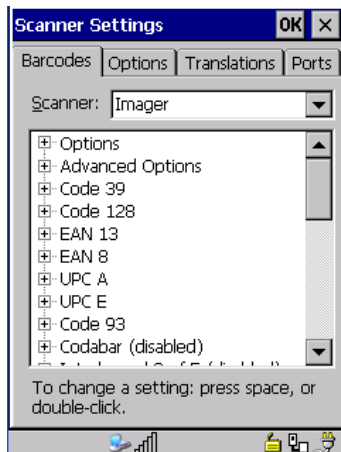 Scanner Settings OK
Barcodes Options Translations Ports
Scanner: Imager
Options
Advanced Options
Code 39
Code 128
EAN 13
EAN 8
UPC A
UPC E
Code 93
Codabar (disabled)
To change a setting: press space, or
double-click.